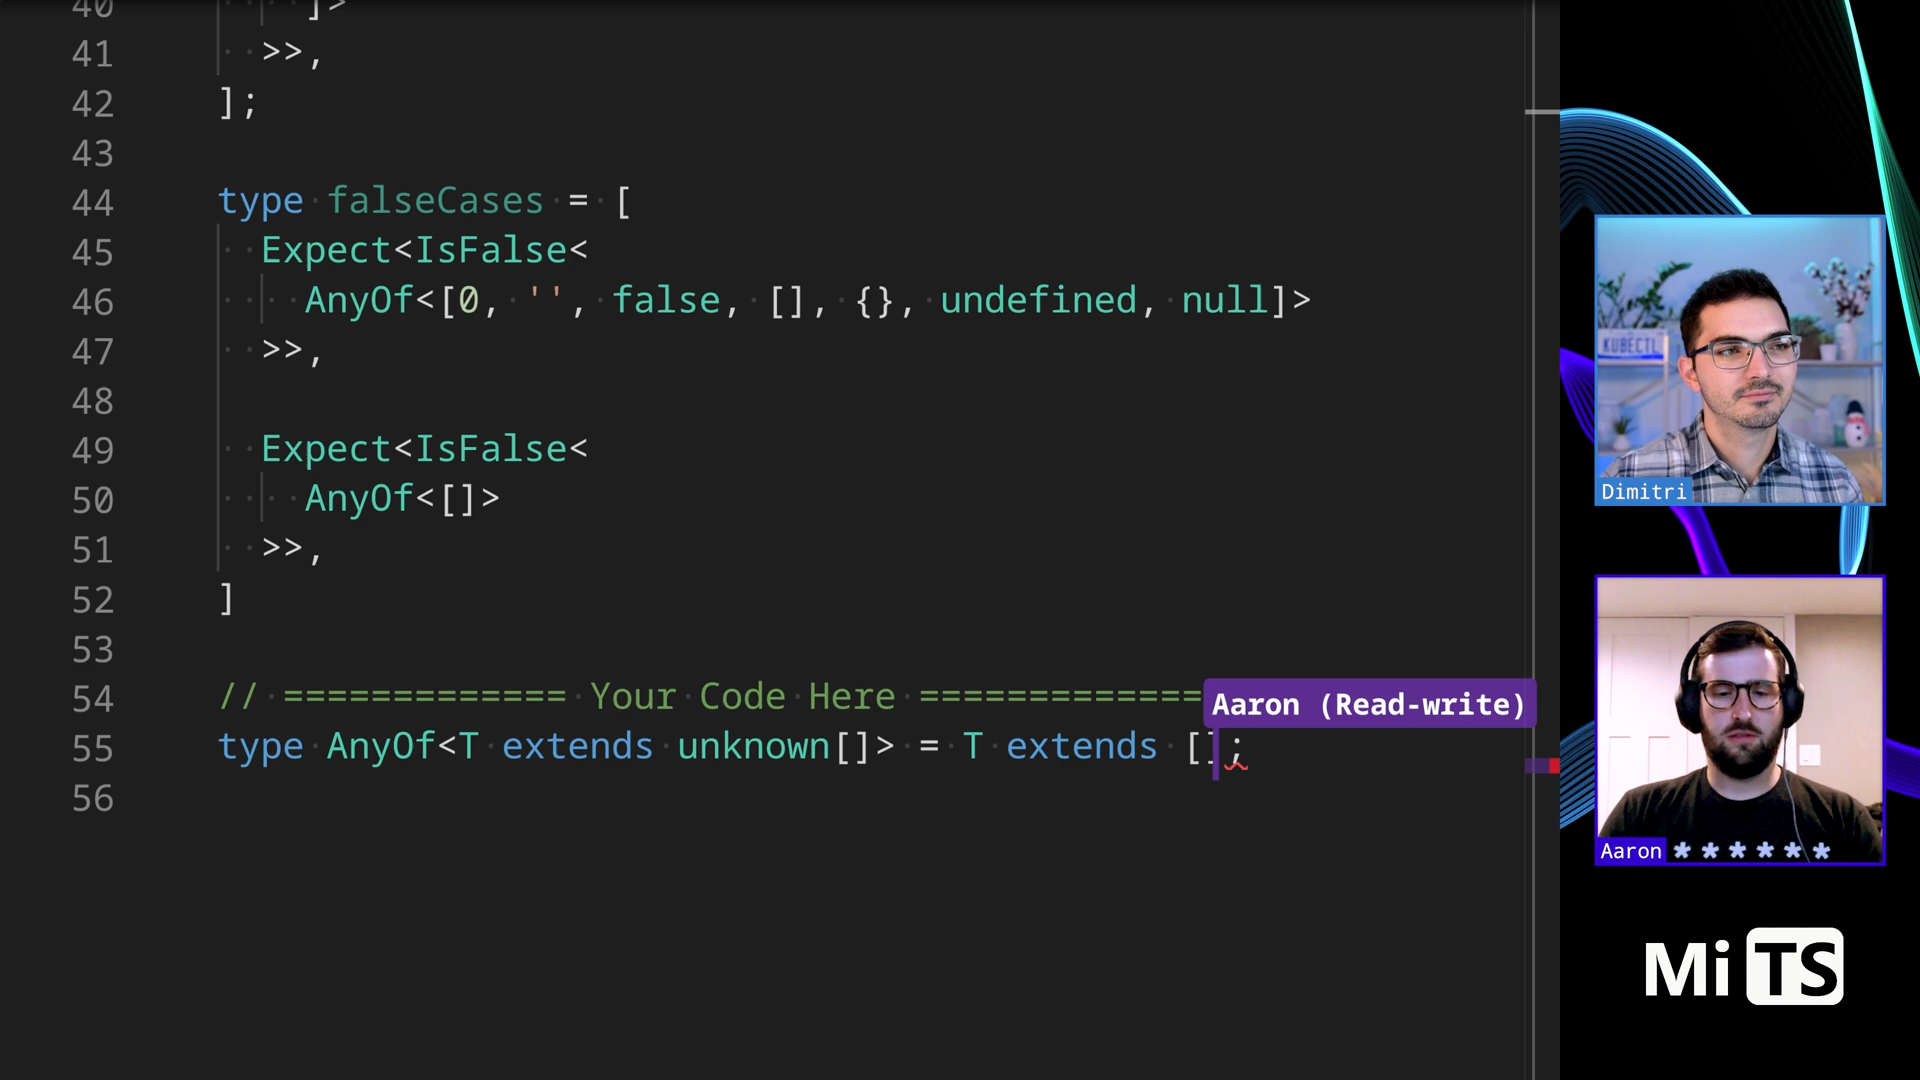 40 ]>
41 >>,
42 ];
43
44 type falseCases = [
45 Expect<IsFalse<
46 AnyOf<[0, '', false, [], {}, undefined, null]>
47 >>,
48
49 Expect<IsFalse<
50 AnyOf<[]>
51 >>,
52 ]
53
54 // ============= Your Code Here =============
Aaron (Read-write)
55 type AnyOf<T extends unknown[]> = T extends [];
56
KUBECTL
Dimitri
Aaron ******
MiTS